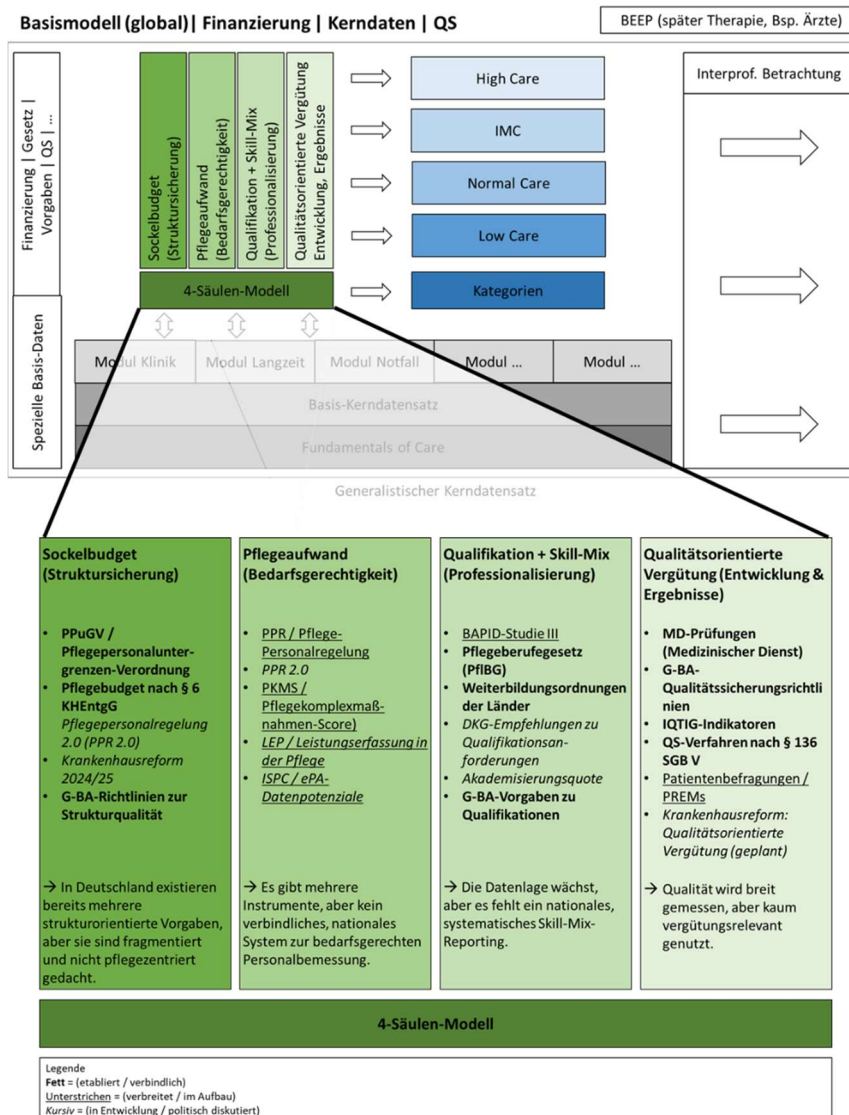 Basismodell (global)| Finanzierung | Kerndaten | QS
BEEP (später Therapie, Bsp. Ärzte)
Finanzierung | Gesetz |
Vorgaben | QS | ...
Sockelbudget
(Struktursicherung)
Pflegeaufwand
(Bedarfsgerechtigkeit)
Qualifikation + Skill-Mix
(Professionalisierung)
Qualitätsorientierte Vergütung
Entwicklung, Ergebnisse)
High Care
IMC
Normal Care
Low Care
Kategorien
Interprof. Betrachtung
4-Säulen-Modell
Spezielle Basis-Daten
Modul Klinik
Modul Langzeit
Modul Notfall
Modul ...
Modul ...
Basis-Kerndatensatz
Fundamentals of Care
Generalistischer Kerndatensatz
Sockelbudget
(Struktursicherung)
• PPuGV /
Pflegepersonalunter-
grenzen-Verordnung
• Pflegebudget nach § 6
KHEntgG
Pflegepersonalregelung
2.0 (PPR 2.0)
• Krankenhausreform
2024/25
• G-BA-Richtlinien zur
Strukturqualität
→ In Deutschland existieren
bereits mehrere
strukturorientierte Vorgaben,
aber sie sind fragmentiert
und nicht pflegezentriert
gedacht.
Pflegeaufwand
(Bedarfsgerechtigkeit)
• PPR / Pflege-
Personalregelung
• PPR 2.0
• PKMS /
Pflegekomplexmaß-
nahmen-Score)
• LEP / Leistungserfassung in
der Pflege
• ISPC / ePA-
Datenpotenziale
→ Es gibt mehrere
Instrumente, aber kein
verbindliches, nationales
System zur bedarfsgerechten
Personalbemessung.
Qualifikation + Skill-Mix
(Professionalisierung)
• BAPID-Studie III
• Pflegeberufegesetz
(PflBG)
• Weiterbildungsordnungen
der Länder
• DKG-Empfehlungen zu
Qualifikationsan-
forderungen
• Akademisierungsquote
• G-BA-Vorgaben zu
Qualifikationen
→ Die Datenlage wächst,
aber es fehlt ein nationales,
systematisches Skill-Mix-
Reporting.
Qualitätsorientierte
Vergütung (Entwicklung &
Ergebnisse)
• MD-Prüfungen
(Medizinischer Dienst)
• G-BA-
Qualitätssicherungsrichtli
nien
• IQTIG-Indikatoren
• QS-Verfahren nach § 136
SGB V
• Patientenbefragungen /
PREMs
• Krankenhausreform:
Qualitätsorientierte
Vergütung (geplant)
→ Qualität wird breit
gemessen, aber kaum
vergütungsrelevant
genutzt.
4-Säulen-Modell
Legende
Fett = (etabliert / verbindlich)
Unterstrichen = (verbreitet / im Aufbau)
Kursiv = (in Entwicklung / politisch diskutiert)